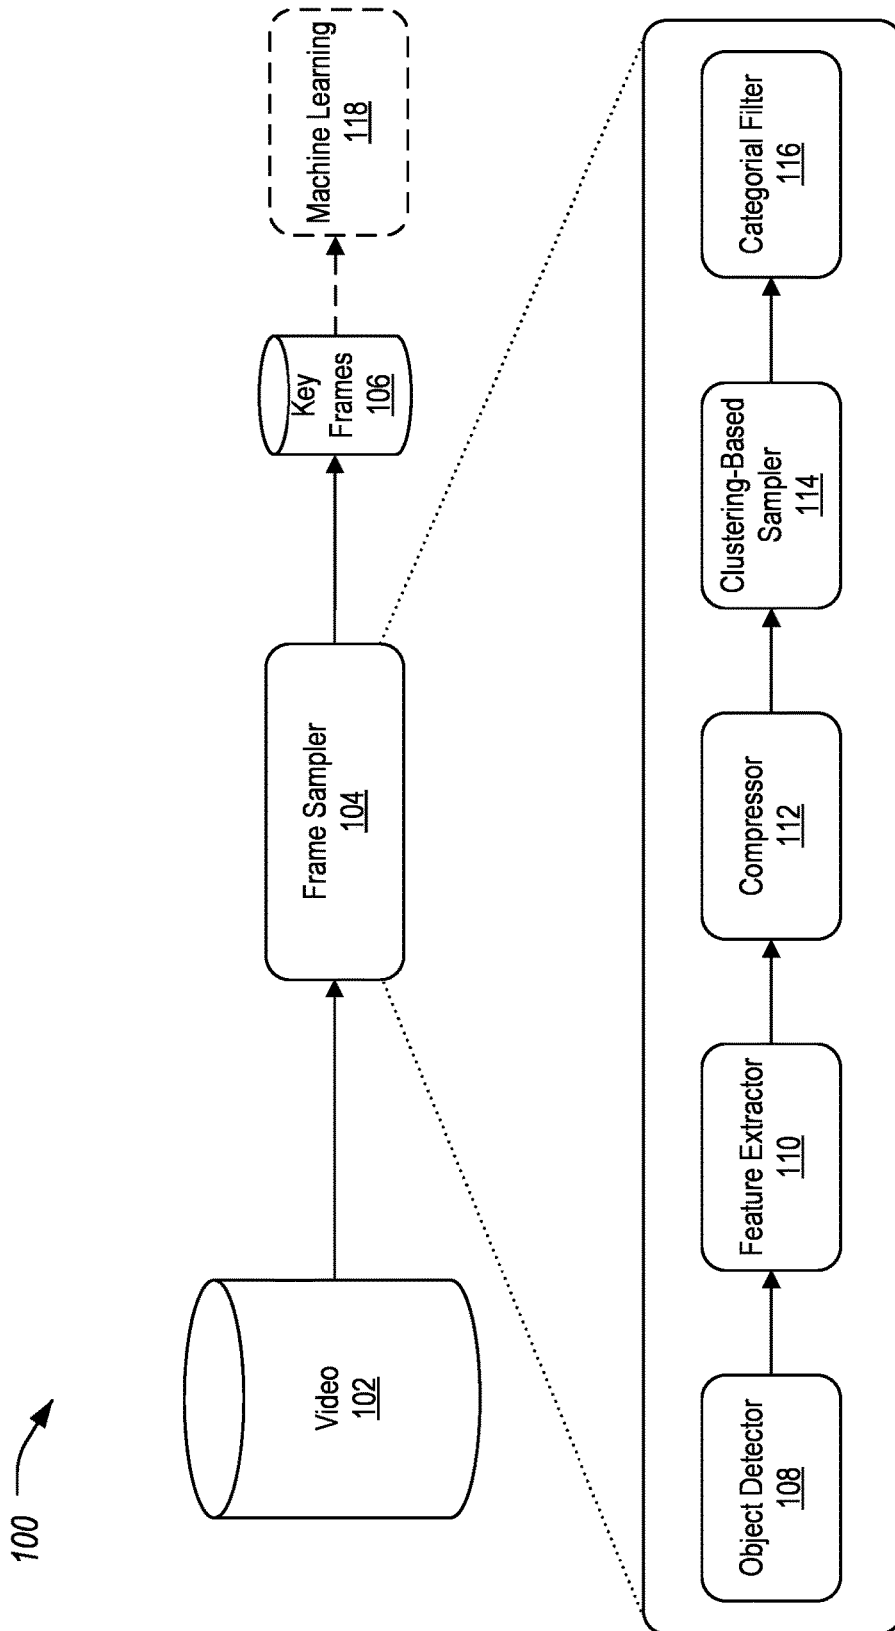 100
Video
102
Frame Sampler
104
Key
Frames
106
Machine Learning
118
Object Detector
108
Feature Extractor
110
Compressor
112
Clustering-Based
Sampler
114
Categorial Filter
116